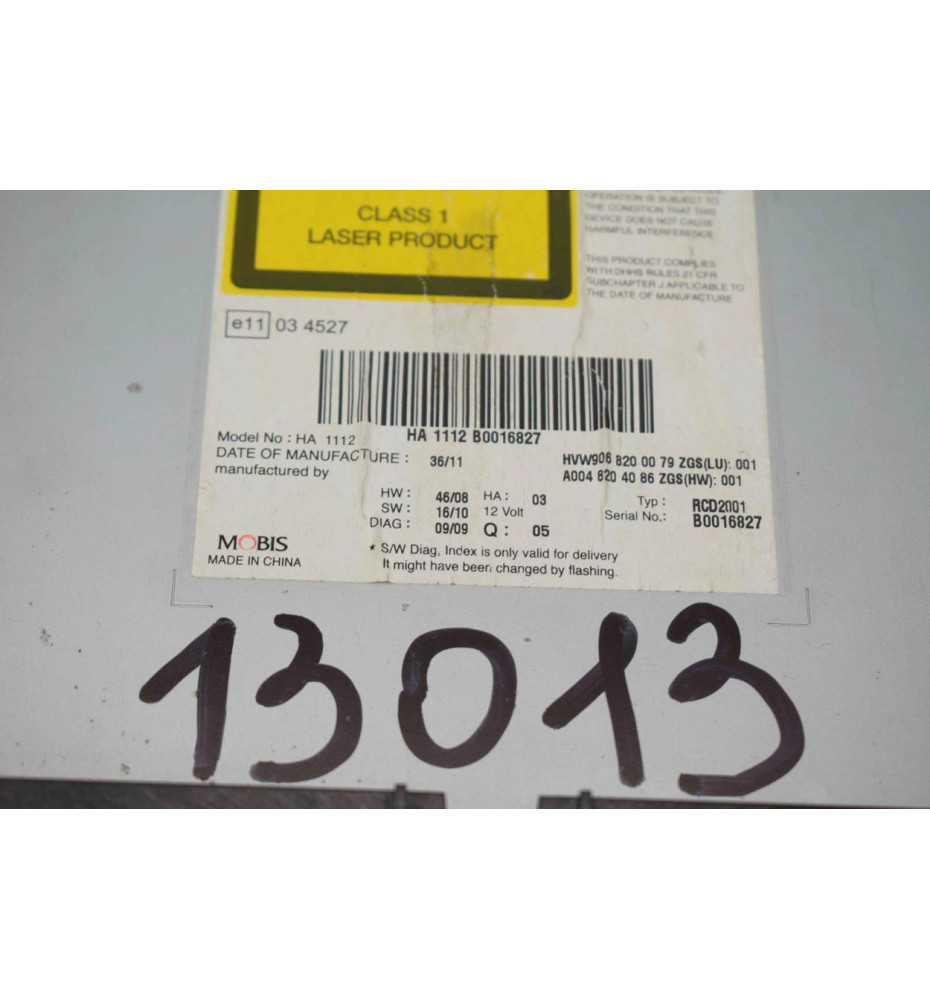 CLASS 1
LASER PRODUCT
OPERATION IS SUBJECT TO
THE CONDITION THAT THIS
DEVICE DOES NOT CAUSE
HARMFUL INTERFERENCE
THIS PRODUCT COMPLIES
WITH DHHS RULES 21 CFR
SUBCHAPTER J APPLICABLE TO
THE DATE OF MANUFACTURE
e11 03 4527
HA 1112 B0016827
Model No : HA 1112
DATE OF MANUFACTURE : 36/11
manufactured by
HVW906 820 00 79 ZGS(LU): 001
A004 820 40 86 ZGS(HW): 001
HW : 46/08 HA : 03
SW : 16/10 12 Volt
DIAG : 09/09 Q : 05
Typ : RCD2001
Serial No.: B0016827
MOBIS
MADE IN CHINA
* S/W Diag, Index is only valid for delivery
It might have been changed by flashing.
13013